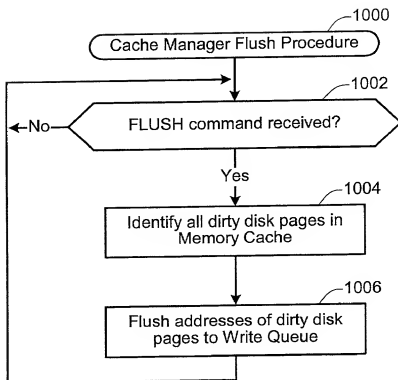 1000
Cache Manager Flush Procedure
1002
FLUSH command received?
No
Yes
1004
Identify all dirty disk pages in
Memory Cache
1006
Flush addresses of dirty disk
pages to Write Queue